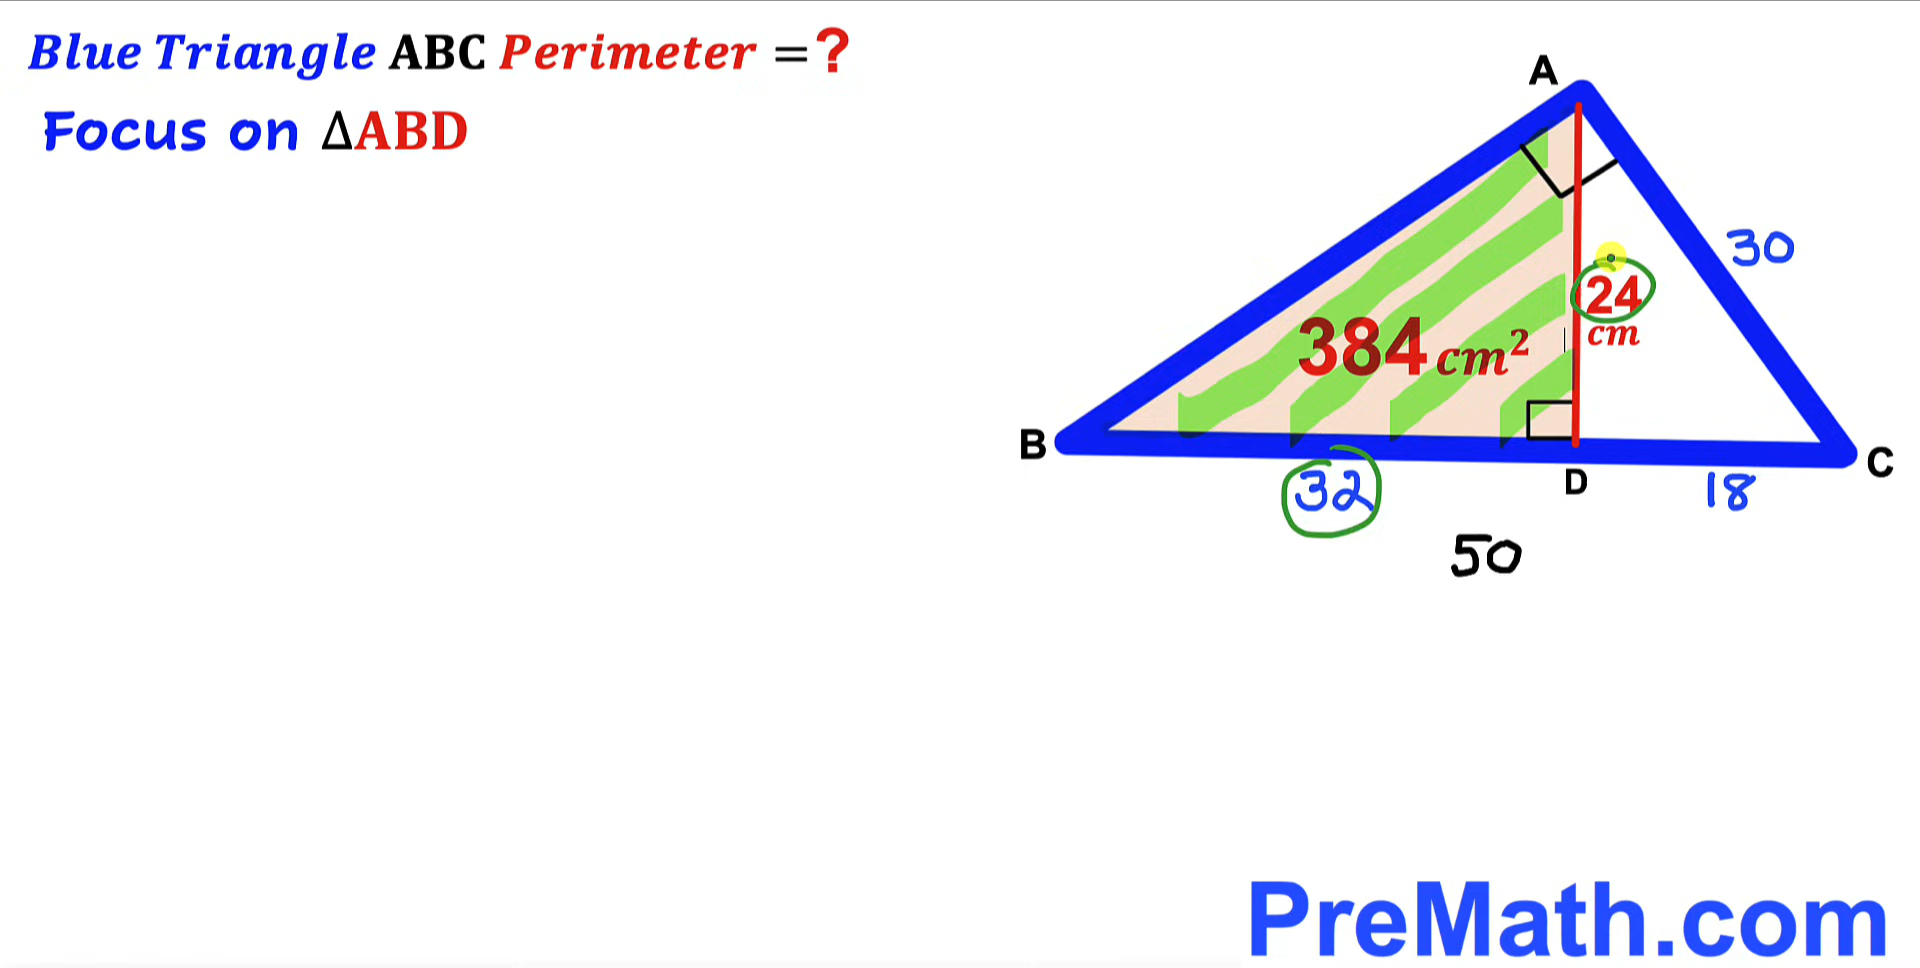 Blue Triangle ABC Perimeter = ?
Focus on ΔABD
A
30
24
cm
384 cm²
B
C
D
32
18
50
PreMath.com